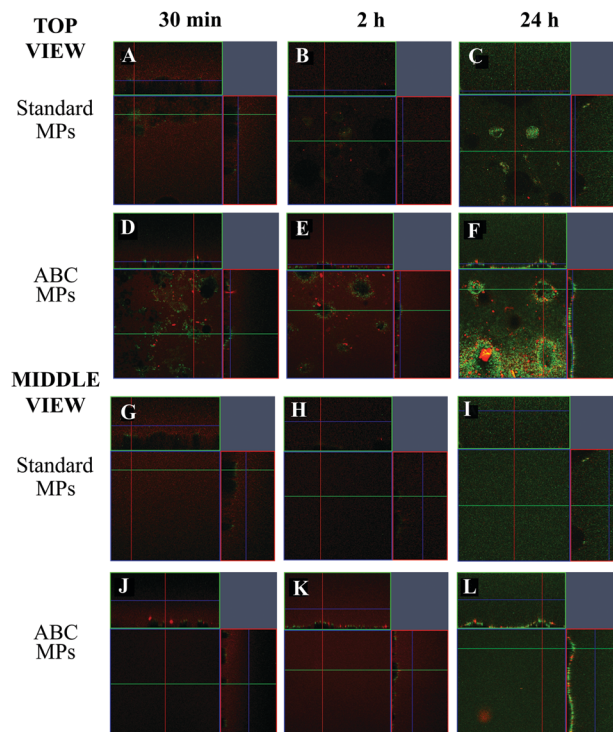 30 min 2 h 24 h
TOP
VIEW
A B C
Standard
MPs
D E F
ABC
MPs
MIDDLE
VIEW
G H I
Standard
MPs
J K L
ABC
MPs